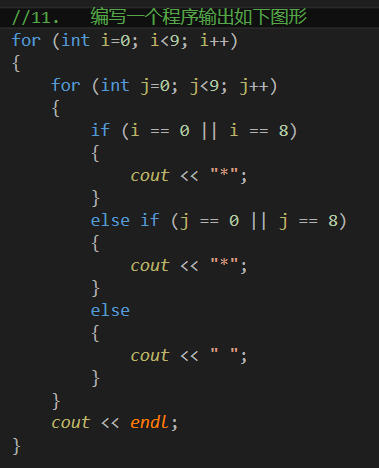 //11.   编写一个程序输出如下图形
for (int i=0; i<9; i++)
{
    for (int j=0; j<9; j++)
    {
        if (i == 0 || i == 8)
        {
            cout << "*";
        }
        else if (j == 0 || j == 8)
        {
            cout << "*";
        }
        else
        {
            cout << " ";
        }
    }
    cout << endl;
}